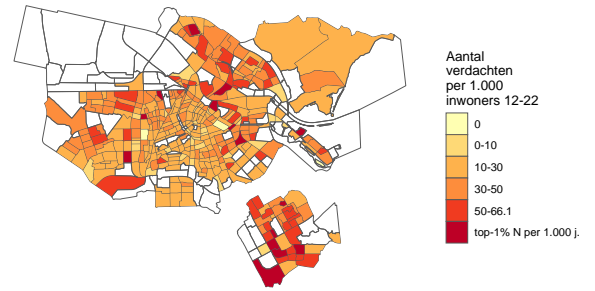 Aantal
verdachten
per 1.000
inwoners 12-22
0
0-10
10-30
30-50
50-66.1
top-1% N per 1.000 j.